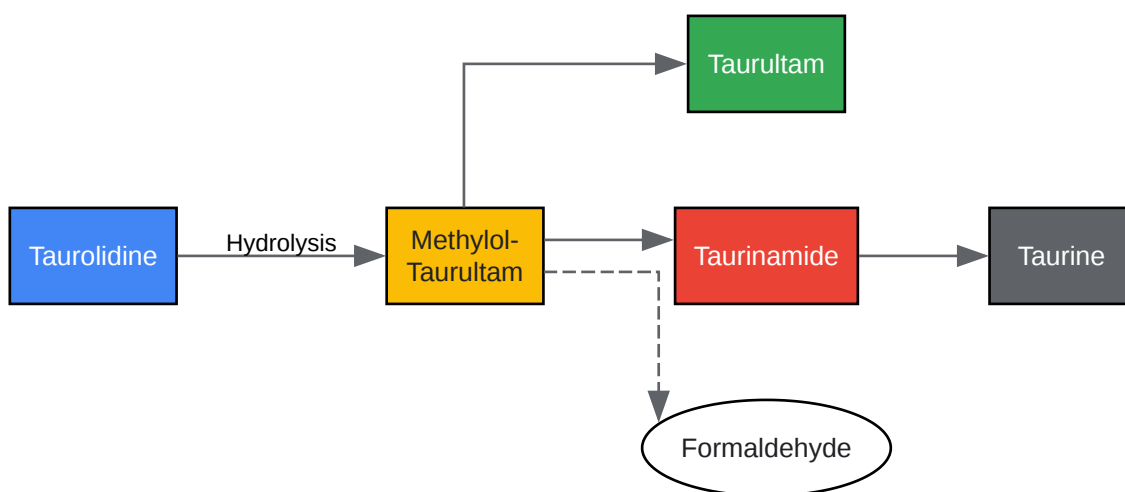 Taurultam
Taurolidine
Hydrolysis
Methylol-
Taurultam
Taurinamide
Taurine
Formaldehyde